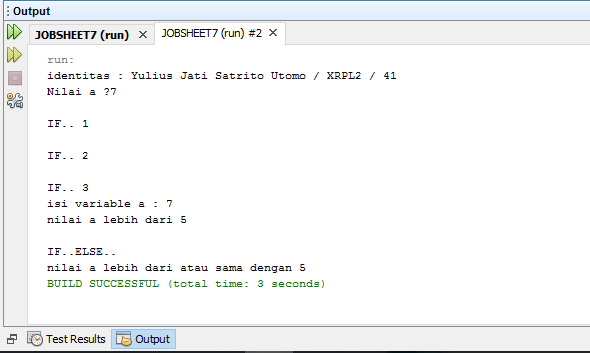 Output
JOBSHEET7 (run) × JOBSHEET7 (run) #2 ×
run:
identitas : Yulius Jati Satrito Utomo / XRPL2 / 41
Nilai a ?7
IF.. 1
IF.. 2
IF.. 3
isi variable a : 7
nilai a lebih dari 5
IF..ELSE..
nilai a lebih dari atau sama dengan 5
BUILD SUCCESSFUL (total time: 3 seconds)
Test Results Output